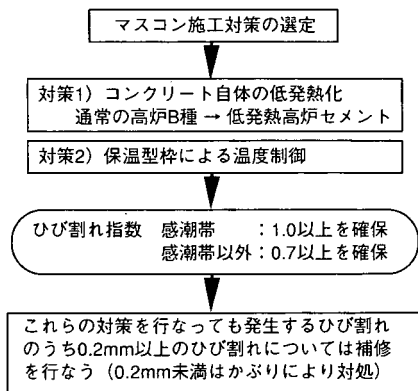 マスコン施工対策の選定
対策1）コンクリート自体の低発熱化
通常の高炉B種 → 低発熱高炉セメント
対策2）保温型枠による温度制御
ひび割れ指数　感潮帯　　　：1.0以上を確保
感潮帯以外：0.7以上を確保
これらの対策を行なっても発生するひび割れ
のうち0.2mm以上のひび割れについては補修
を行なう（0.2mm未満はかぶりにより対処）